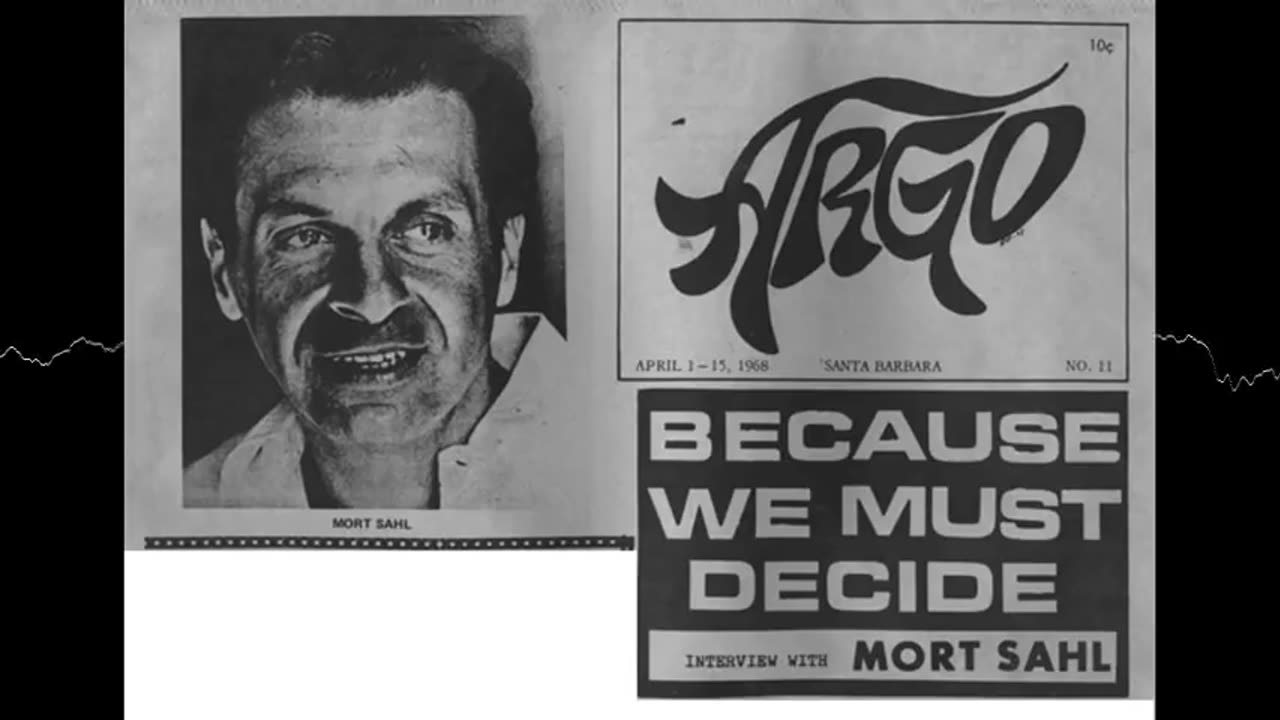 MORT SAHL
10¢
ARGO
APRIL 1-15, 1968 SANTA BARBARA NO. 11
BECAUSE
WE MUST
DECIDE
INTERVIEW WITH MORT SAHL